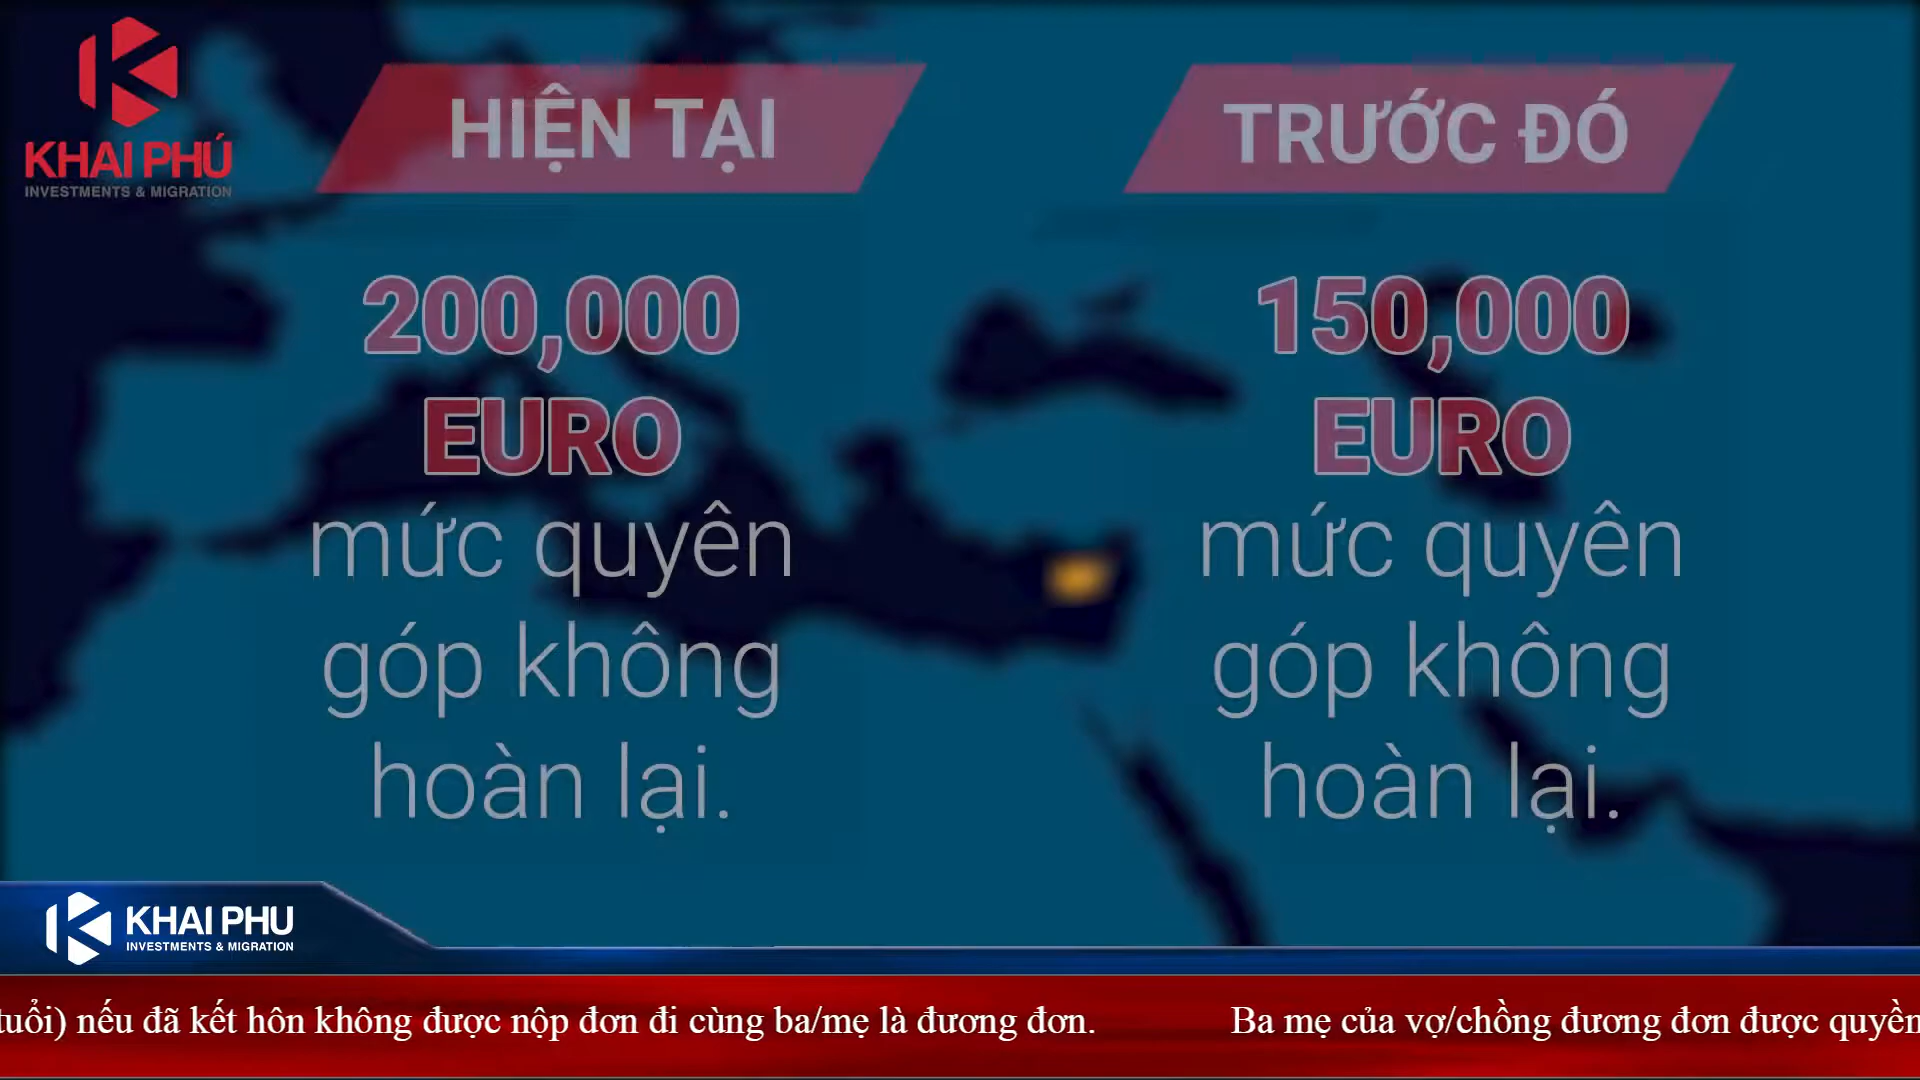 KHAI PHÚ
INVESTMENTS & MIGRATION
HIỆN TẠI
200,000
EURO
mức quyên
góp không
hoàn lại.
TRƯỚC ĐÓ
150,000
EURO
mức quyên
góp không
hoàn lại.
KHAI PHU
INVESTMENTS & MIGRATION
tuổi) nếu đã kết hôn không được nộp đơn đi cùng ba/mẹ là đương đơn. Ba mẹ của vợ/chồng đương đơn được quyền